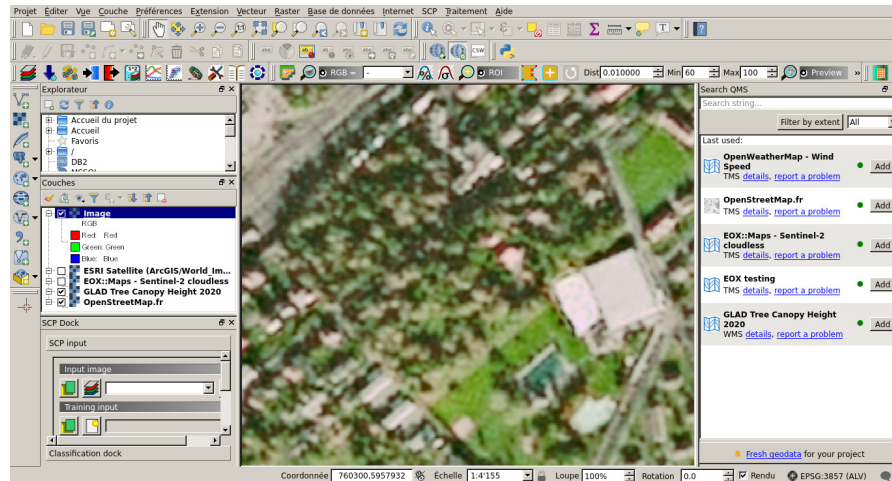 Projet Éditer Vue Couche Préférences Extension Vecteur Raster Base de données Internet SCP Traitement Aide
csw
RGB = - ROI Dist 0.010000 Min 60 Max 100 Preview »
Explorateur
Accueil du projet
Accueil
Favoris
/
DB2
MSSQL
Couches
Image
RGB
Red: Red
Green: Green
Blue: Blue
ESRI Satellite (ArcGIS/World_Im...
EOX::Maps - Sentinel-2 cloudless
GLAD Tree Canopy Height 2020
OpenStreetMap.fr
SCP Dock
SCP input
Input image
Training input
Classification dock
Search QMS
Search string...
Filter by extent All
Last used:
OpenWeatherMap - Wind
Speed
TMS details, report a problem
Add
OpenStreetMap.fr
TMS details, report a problem
Add
EOX::Maps - Sentinel-2
cloudless
TMS details, report a problem
Add
EOX testing
TMS details, report a problem
Add
GLAD Tree Canopy Height
2020
WMS details, report a problem
Add
Fresh geodata for your project
Coordonnée 760300,5957932 Échelle 1:4'155 Loupe 100% Rotation 0.0 Rendu EPSG:3857 (ALV)